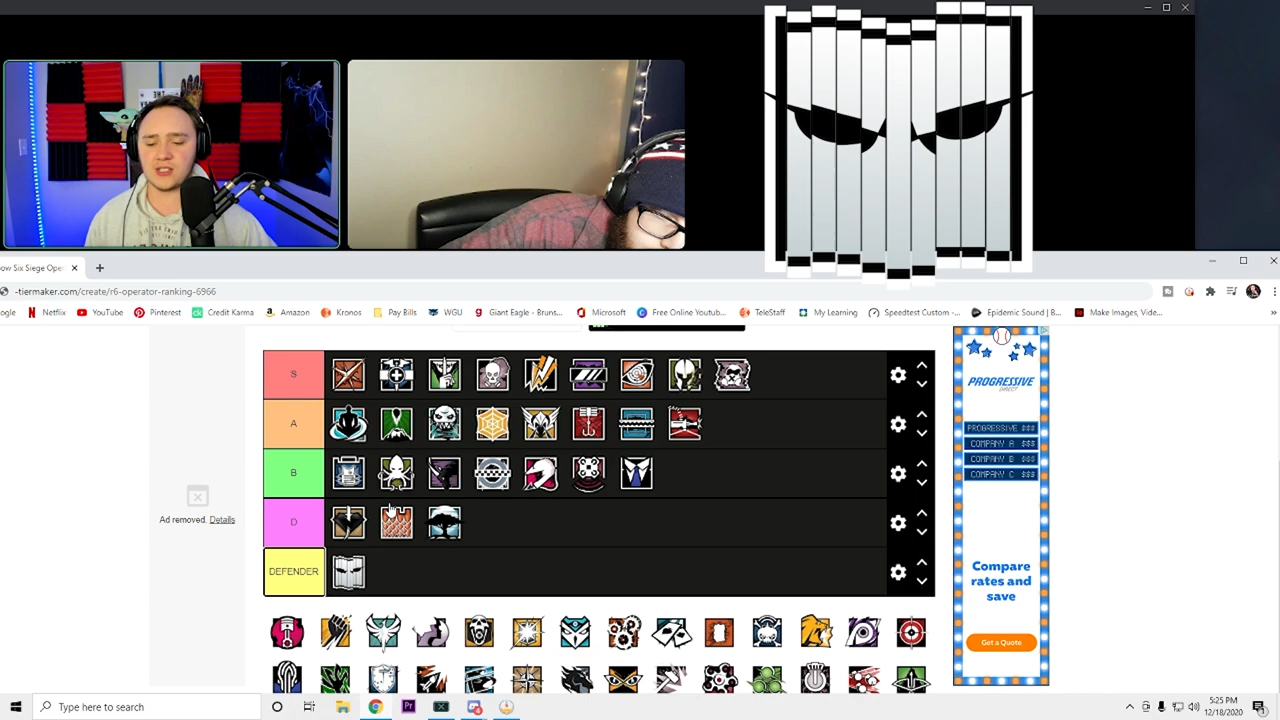 ow Six Siege Ope
-tiermaker.com/create/r6-operator-ranking-6966
ogle Netflix YouTube Pinterest Credit Karma Amazon Kronos Pay Bills WGU Giant Eagle - Bruns... Microsoft Free Online Youtub... TeleStaff My Learning Speedtest Custom -... Epidemic Sound | B... Make Images, Vide...
S
A
B
D
DEFENDER
Ad removed. Details
PROGRESSIVE
DIRECT
PROGRESSIVE $$$
COMPANY A $$$
COMPANY B $$$
COMPANY C $$$
Compare
rates and
save
Get a Quote
Type here to search
5:25 PM
12/18/2020